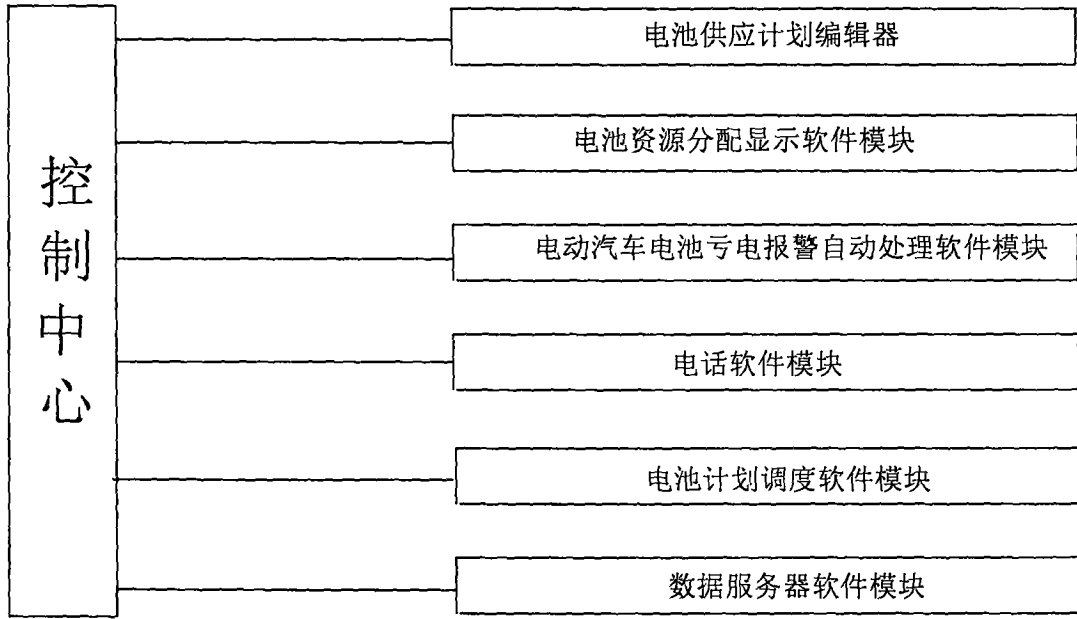 控制中心
电池供应计划编辑器
电池资源分配显示软件模块
电动汽车电池亏电报警自动处理软件模块
电话软件模块
电池计划调度软件模块
数据服务器软件模块